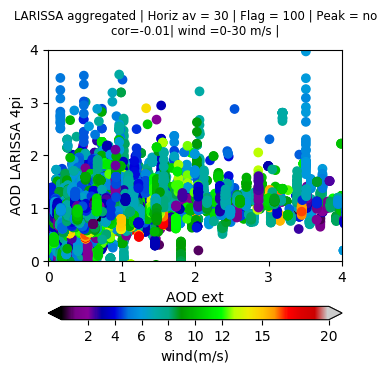 LARISSA aggregated | Horiz av = 30 | Flag = 100 | Peak = no
cor=-0.01| wind =0-30 m/s |
4
3
2
1
0
AOD LARISSA 4pi
0 1 2 3 4
AOD ext
2 4 6 8 10 12 15 20
wind(m/s)